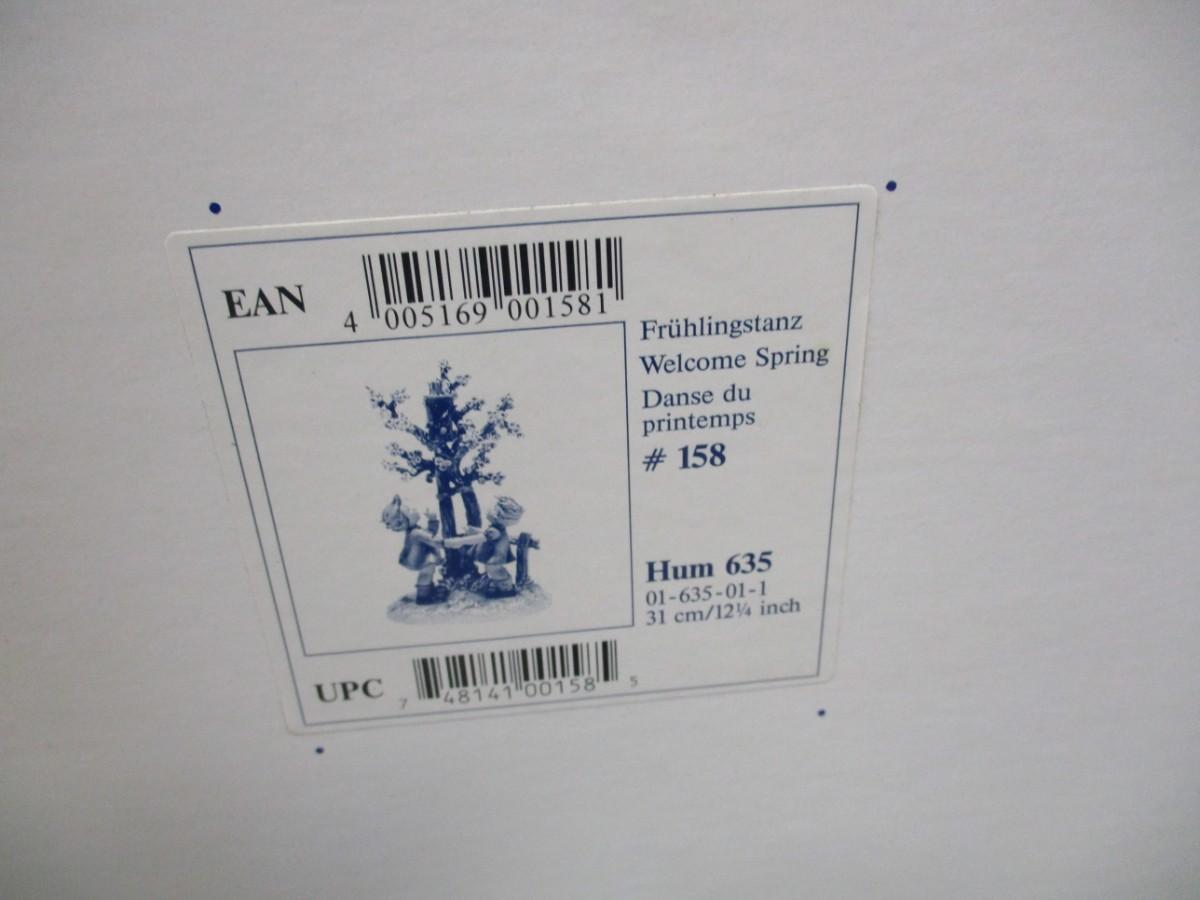 EAN
4 005169 001581
Frühlingstanz
Welcome Spring
Danse du
printemps
# 158
Hum 635
01-635-01-1
31 cm/12¼ inch
UPC
7 48141 00158 5